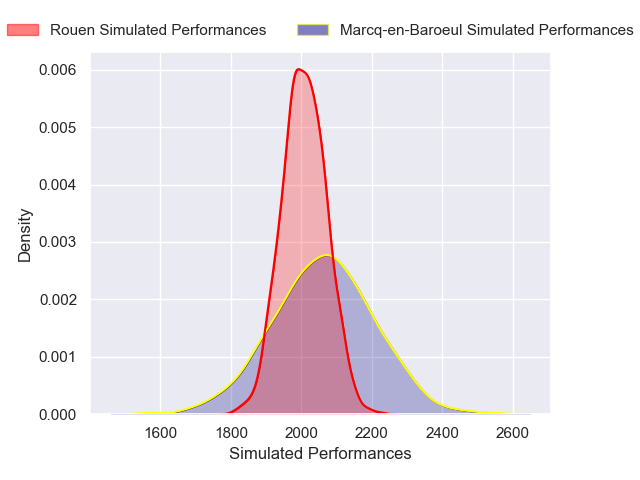 Rouen Simulated Performances Marcq-en-Baroeul Simulated Performances
0.006
0.005
0.004
0.003
0.002
0.001
0.000
Density
1600 1800 2000 2200 2400 2600
Simulated Performances